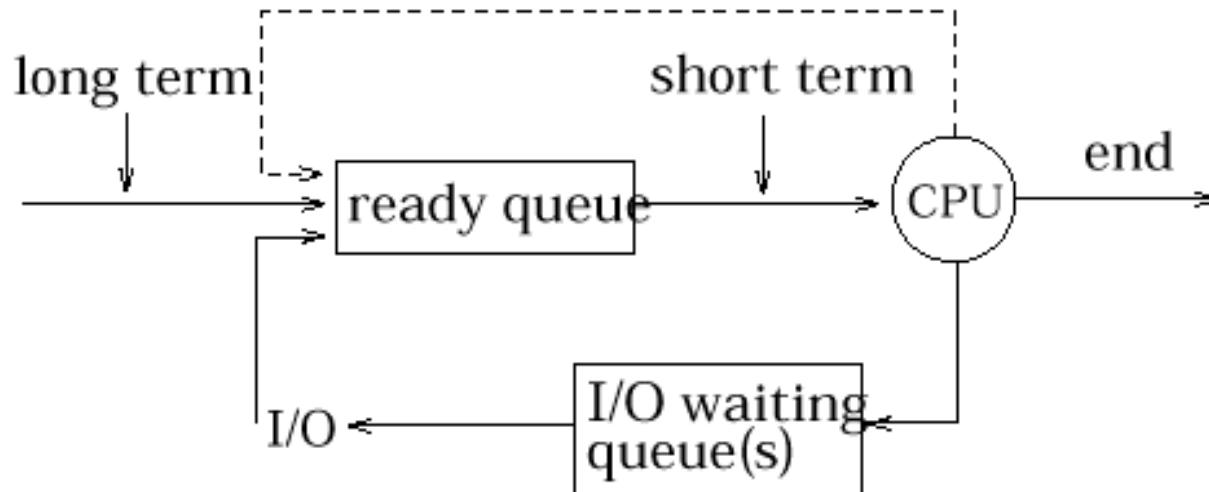 long term
short term
end
ready queue
CPU
I/O waiting
queue(s)
I/O